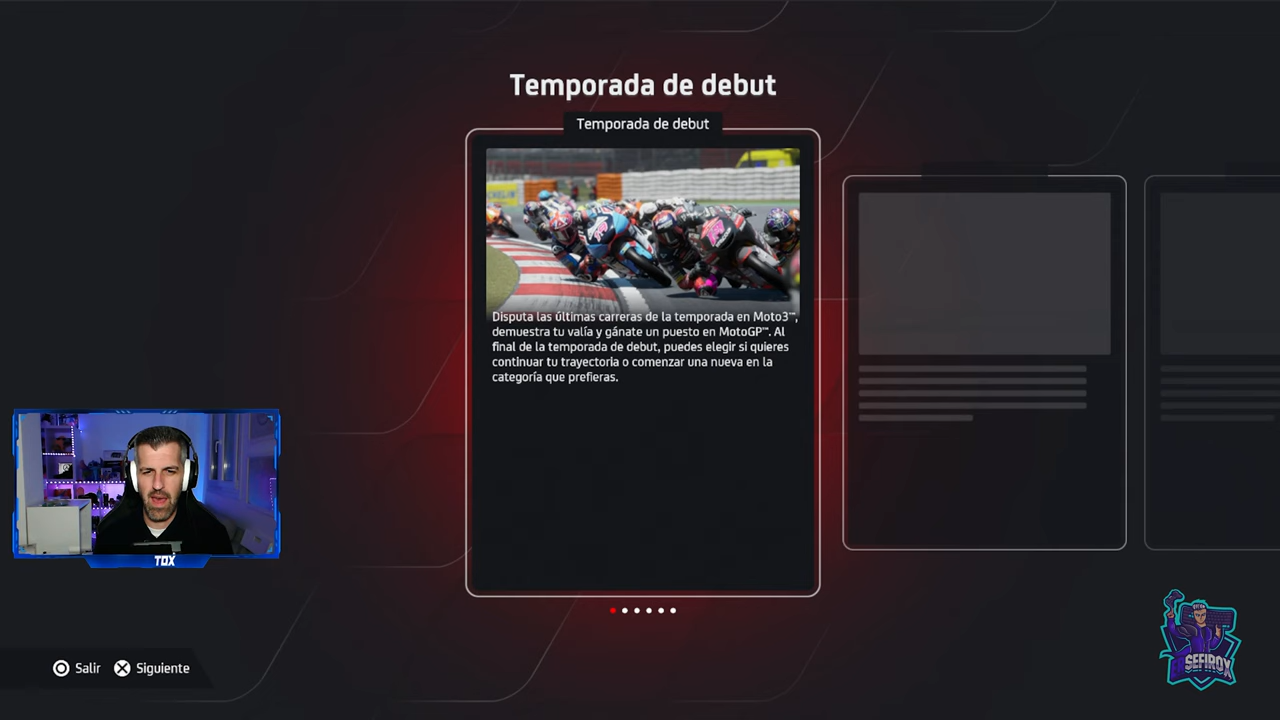 Temporada de debut
Temporada de debut
Disputa las últimas carreras de la temporada en Moto3™,
demuestra tu valía y gánate un puesto en MotoGP™. Al
final de la temporada de debut, puedes elegir si quieres
continuar tu trayectoria o comenzar una nueva en la
categoría que prefieras.
TOX
Salir
Siguiente
SEFIROX